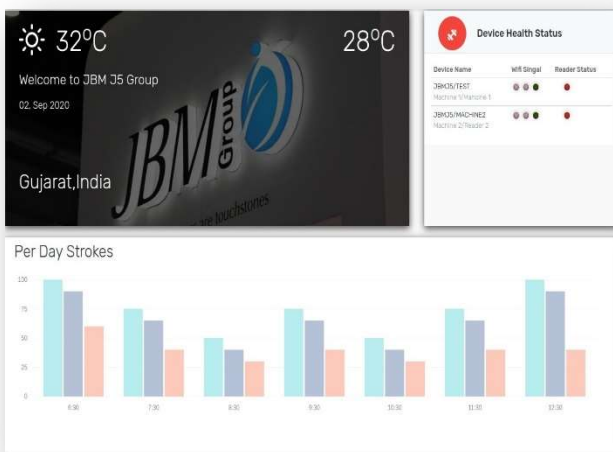 32°C
28°C
Welcome to JBM J5 Group
02, Sep 2020
Gujarat,India
JBM Group
are touchstones
Device Health Status
Device Name Wifi Singal Reader Status
JBMJ5/TEST
Machine 1/Manchine 1
JBMJ5/MACHINE2
Machine 2/Reader 2
Per Day Strokes
100
75
50
25
0
6:30 7:30 8:30 9:30 10:30 11:30 12:30